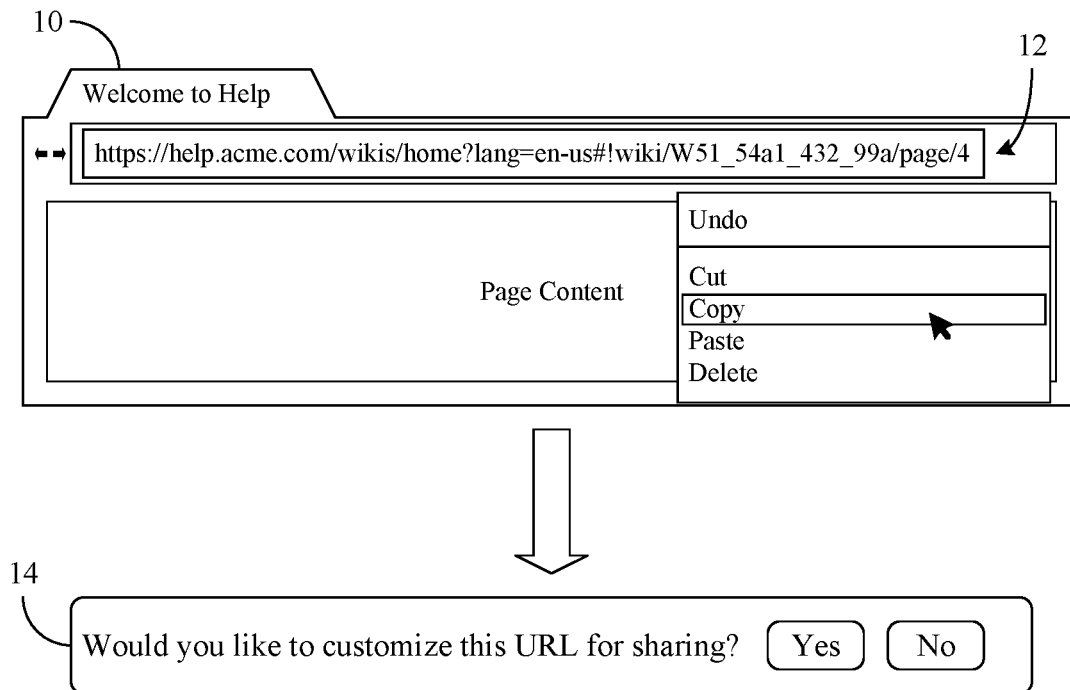 10
12
Welcome to Help
https://help.acme.com/wikis/home?lang=en-us#!wiki/W51_54a1_432_99a/page/4
Undo
Cut
Page Content
Copy
Paste
Delete
14
Would you like to customize this URL for sharing? Yes No